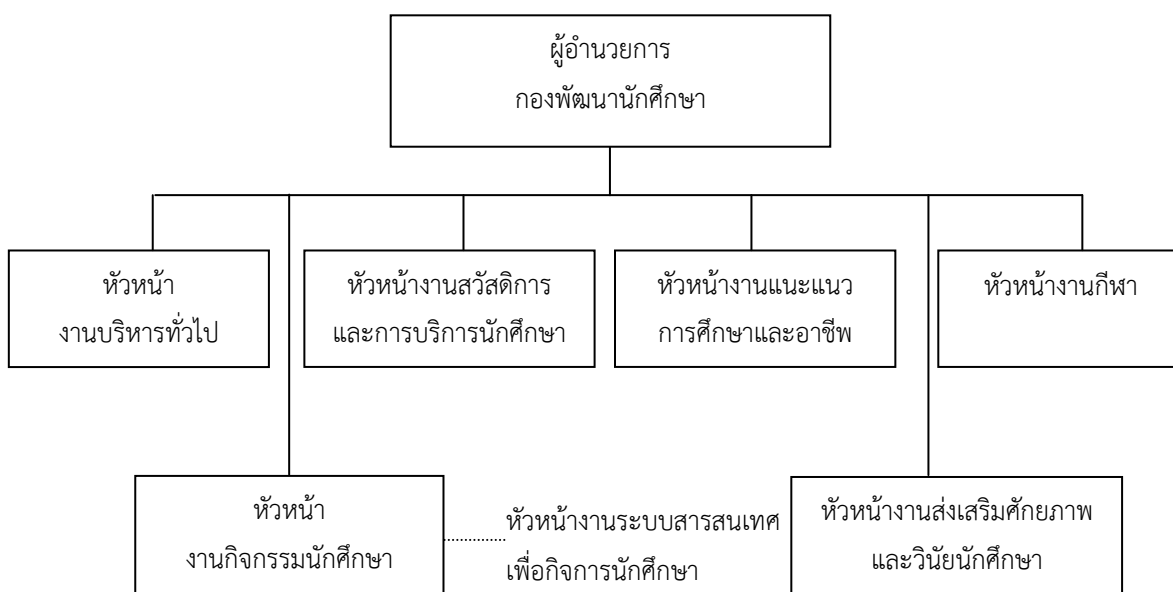 ผู้อำนวยการ
กองพัฒนานักศึกษา
หัวหน้า
งานบริหารทั่วไป
หัวหน้างานสวัสดิการ
และการบริการนักศึกษา
หัวหน้างานแนะแนว
การศึกษาและอาชีพ
หัวหน้างานกีฬา
หัวหน้า
งานกิจกรรมนักศึกษา
หัวหน้างานระบบสารสนเทศ
เพื่อกิจการนักศึกษา
หัวหน้างานส่งเสริมศักยภาพ
และวินัยนักศึกษา